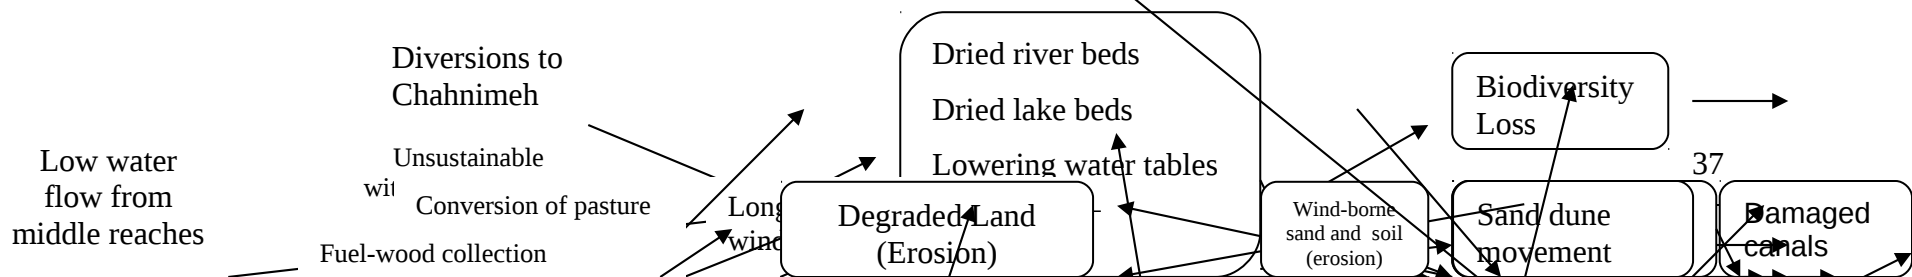 Diversions to
Chahnimeh
Low water
flow from
middle reaches
Unsustainable
Conversion of pasture
Fuel-wood collection
Dried river beds
Dried lake beds
Lowering water tables
Degraded Land
(Erosion)
Wind-borne
sand and soil
(erosion)
Biodiversity
Loss
37
Sand dune
movement
Damaged
canals